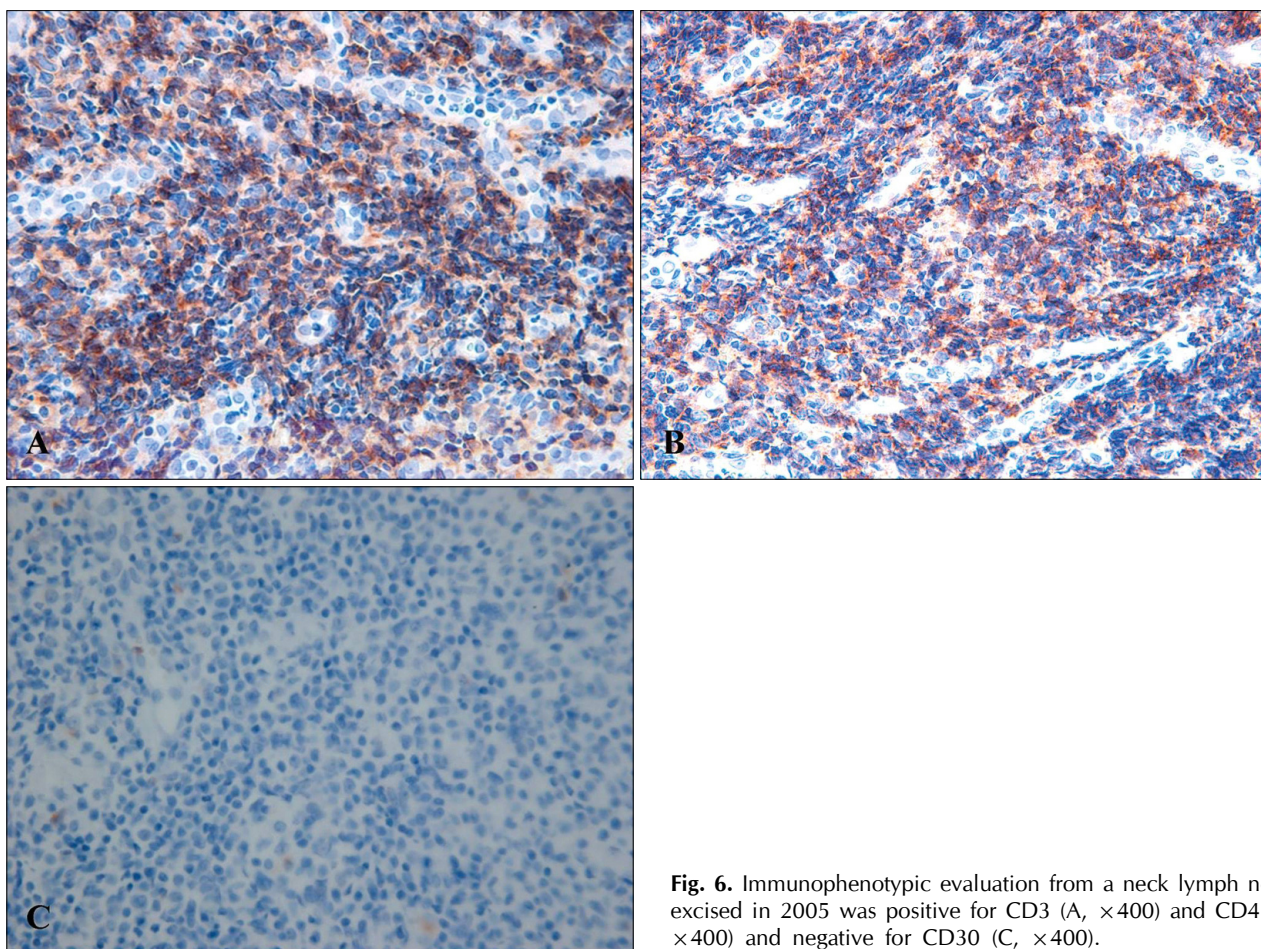 A
B
C
Fig. 6. Immunophenotypic evaluation from a neck lymph n
excised in 2005 was positive for CD3 (A, ×400) and CD4
×400) and negative for CD30 (C, ×400).